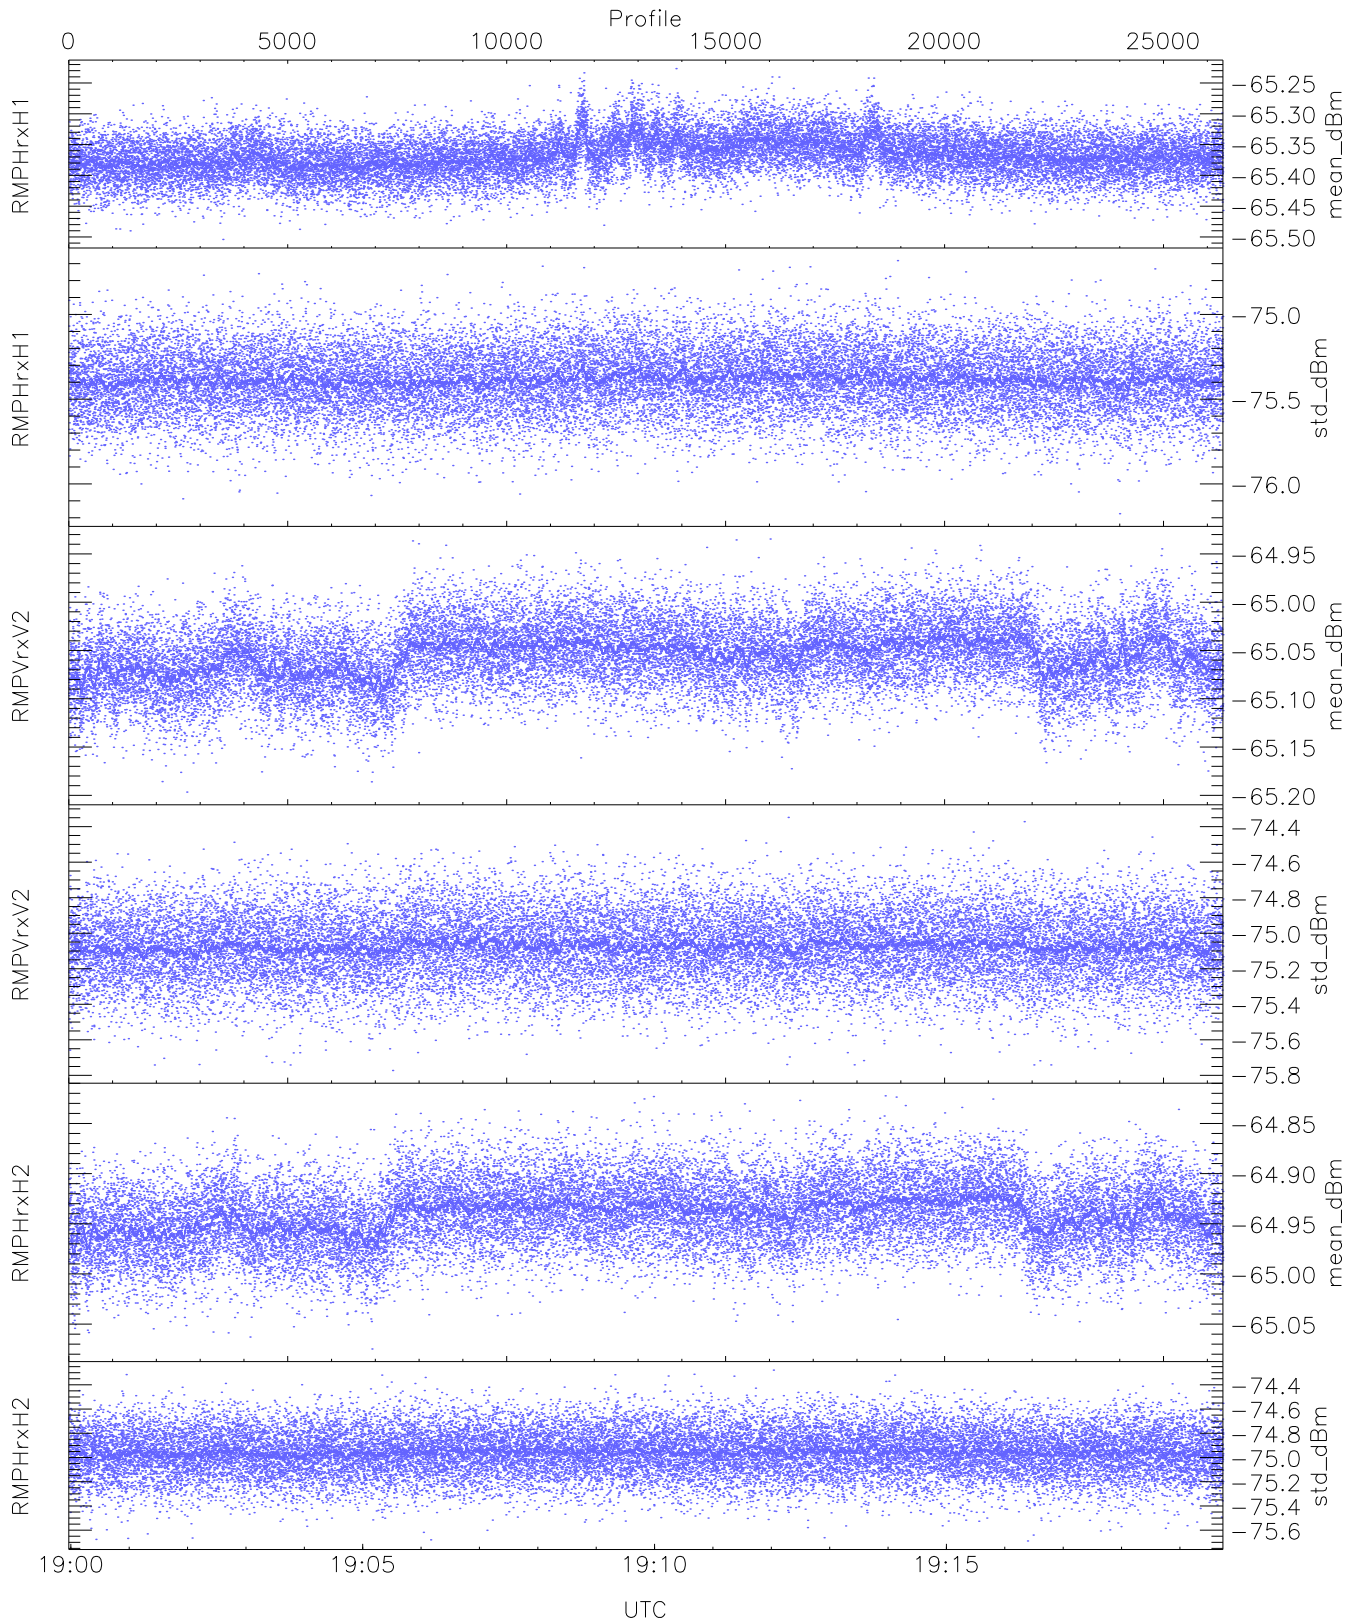 Profile
0 5000 10000 15000 20000 25000
RMPHrxH1
-65.25
-65.30
-65.35
-65.40
-65.45
-65.50
mean_dBm
RMPHrxH1
-75.0
-75.5
-76.0
std_dBm
RMPVrxV2
-64.95
-65.00
-65.05
-65.10
-65.15
-65.20
mean_dBm
RMPVrxV2
-74.4
-74.6
-74.8
-75.0
-75.2
-75.4
-75.6
-75.8
std_dBm
RMPHrxH2
-64.85
-64.90
-64.95
-65.00
-65.05
mean_dBm
RMPHrxH2
-74.4
-74.6
-74.8
-75.0
-75.2
-75.4
-75.6
std_dBm
19:00 19:05 19:10 19:15
UTC